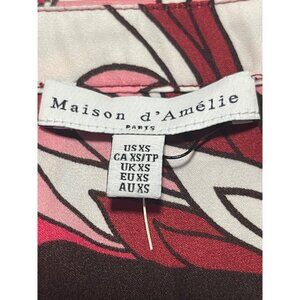 Maison d'Amélie
PARIS
US XS
CA XS/TP
UK XS
EU XS
AU XS